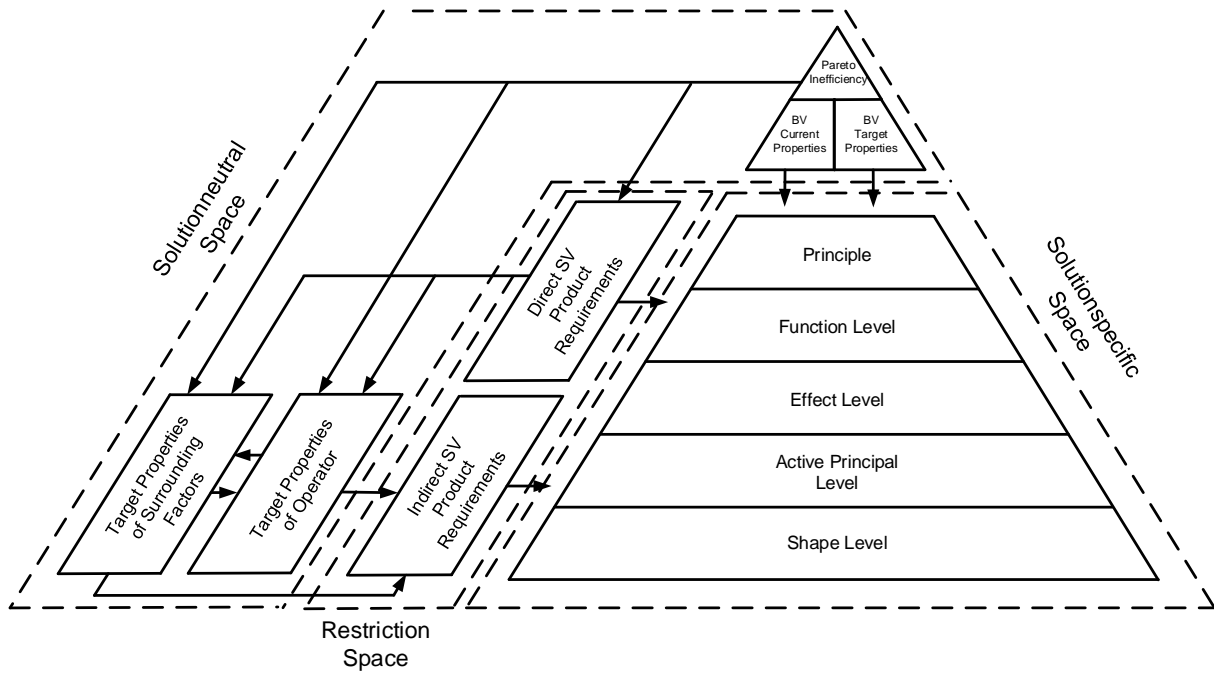 Pareto
Inefficiency
BV
Current
Properties
BV
Target
Properties
Solutionneutral
Space
Solutionspecific
Space
Direct SV
Product
Requirements
Principle
Function Level
Effect Level
Active Principal
Level
Shape Level
Target Properties
of Surrounding
Factors
Target Properties
of Operator
Indirect SV
Product
Requirements
Restriction
Space